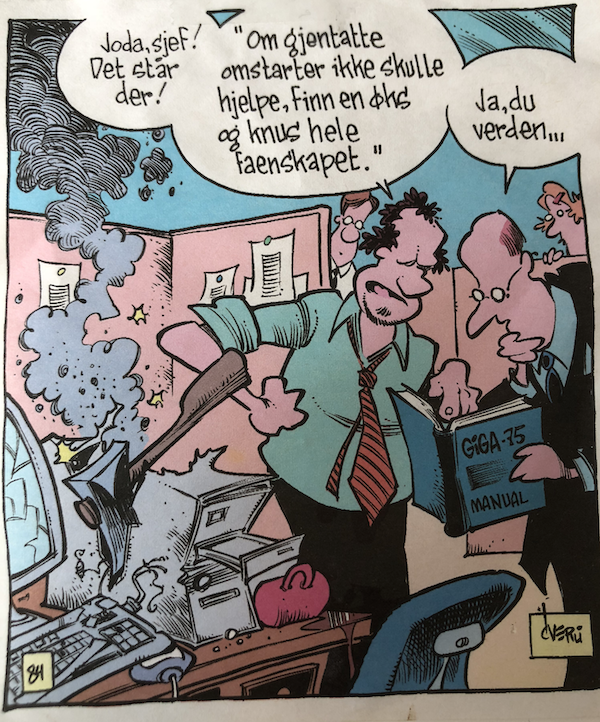 Joda, sjef!
Det står
der!
"Om gjentatte
omstarter ikke skulle
hjelpe, finn en øks
og knus hele
faenskapet."
Ja, du
verden...
GIGA-75
MANUAL
84
ØVERLI